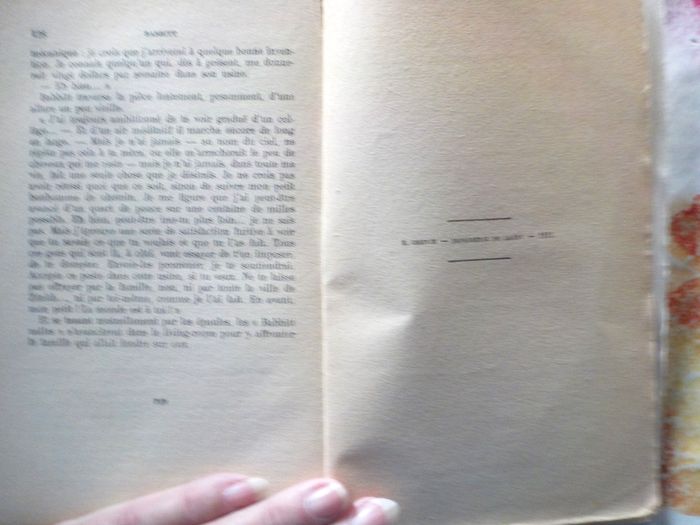 BABBITT
mécanique : je crois que j'arriverai à quelque bonne inven-
tion. Je connais quelqu'un qui, dès à présent, me donne-
rait vingt dollars par semaine dans son usine.
— Eh bien... »
Babbitt traversa la pièce lentement, pesamment, d'une
allure un peu vieille.
« J'ai toujours ambitionné de te voir gradué d'un col-
lège... — Et d'un air méditatif il marcha encore de long
en large. — Mais je n'ai jamais — au nom du ciel, ne
répète pas cela à ta mère, ou elle m'arracherait le peu de
cheveux qui me reste — mais je n'ai jamais, dans toute ma
vie, fait une seule chose que je désirais. Je ne crois pas
avoir réussi quoi que ce soit, sinon de suivre mon petit
bonhomme de chemin. Je me figure que j'ai peut-être
avancé d'un quart de pouce sur une centaine de milles
possible. Eh bien, peut-être iras-tu plus loin... je ne sais
pas. Mais j'éprouve une sorte de satisfaction furtive à voir
que tu savais ce que tu voulais et que tu l'as fait. Tous
ces gens qui sont là, à côté, vont essayer de t'en imposer,
de te dompter. Envoie-les promener, je te soutiendrai.
Accepte ce poste dans cette usine, si tu veux. Ne te laisse
pas effrayer par la famille, non, ni par toute la ville de
Zénith..., ni par toi-même, comme je l'ai fait. En avant,
mon petit ! Le monde est à toi ! »
Et se tenant mutuellement par les épaules, les « Babbitt
mâles » s'avancèrent dans le living-room pour y affronter
la famille qui allait fondre sur eux.
FIN